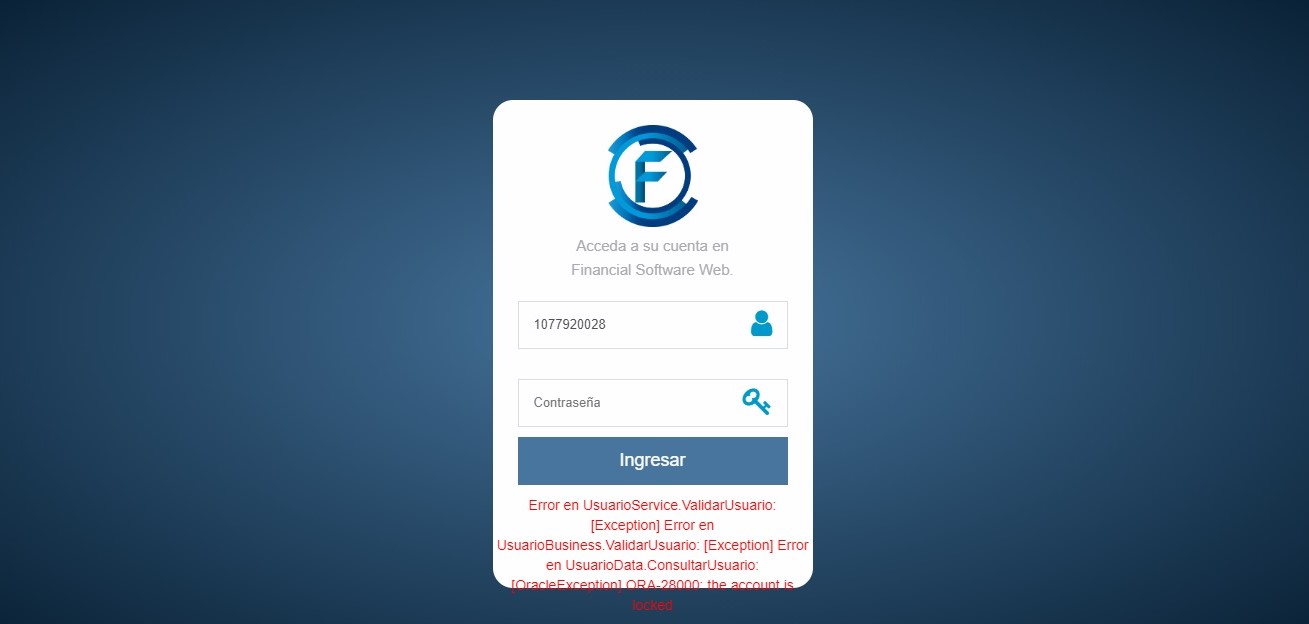 F
Acceda a su cuenta en
Financial Software Web.
1077920028
Contraseña
Ingresar
Error en UsuarioService.ValidarUsuario:
[Exception] Error en
UsuarioBusiness.ValidarUsuario: [Exception] Error
en UsuarioData.ConsultarUsuario:
[OracleException] ORA-28000: the account is
locked